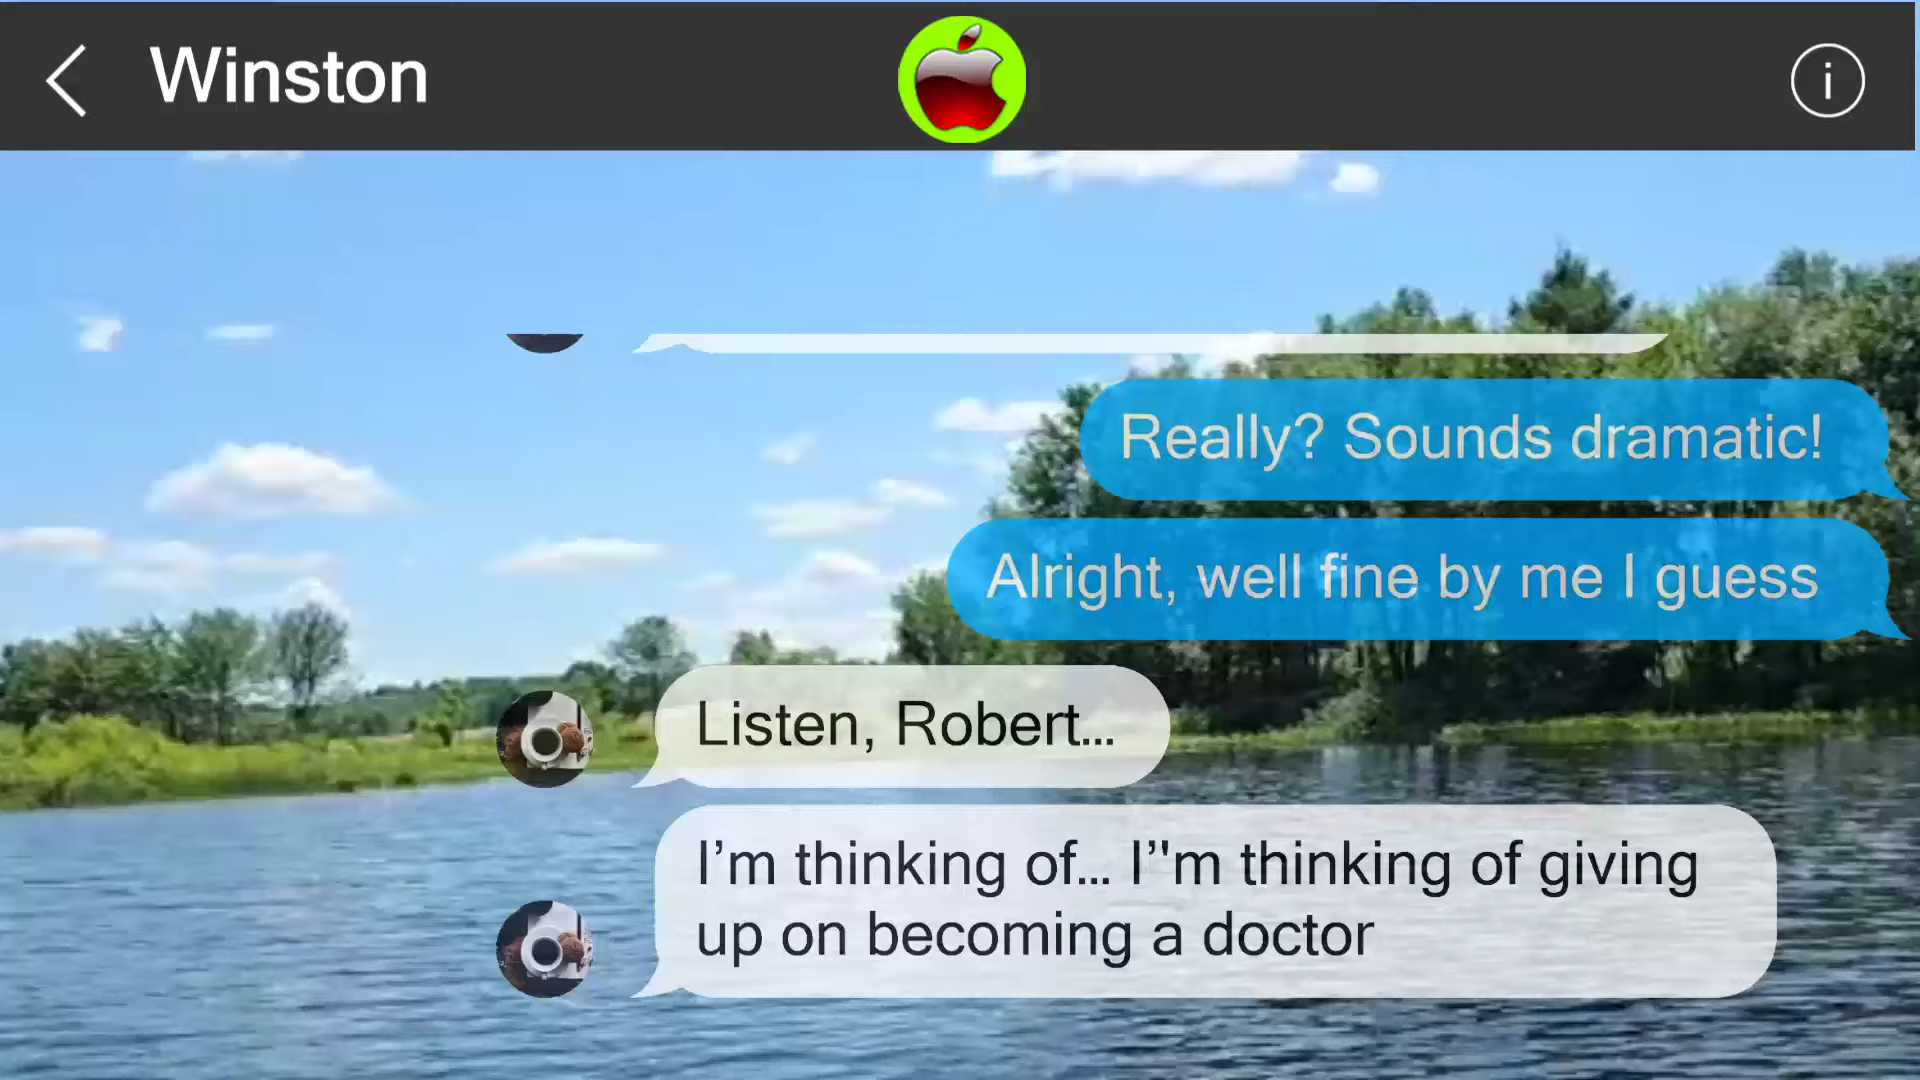 Winston
i
Really? Sounds dramatic!
Alright, well fine by me I guess
Listen, Robert...
I’m thinking of... I’"m thinking of giving
up on becoming a doctor